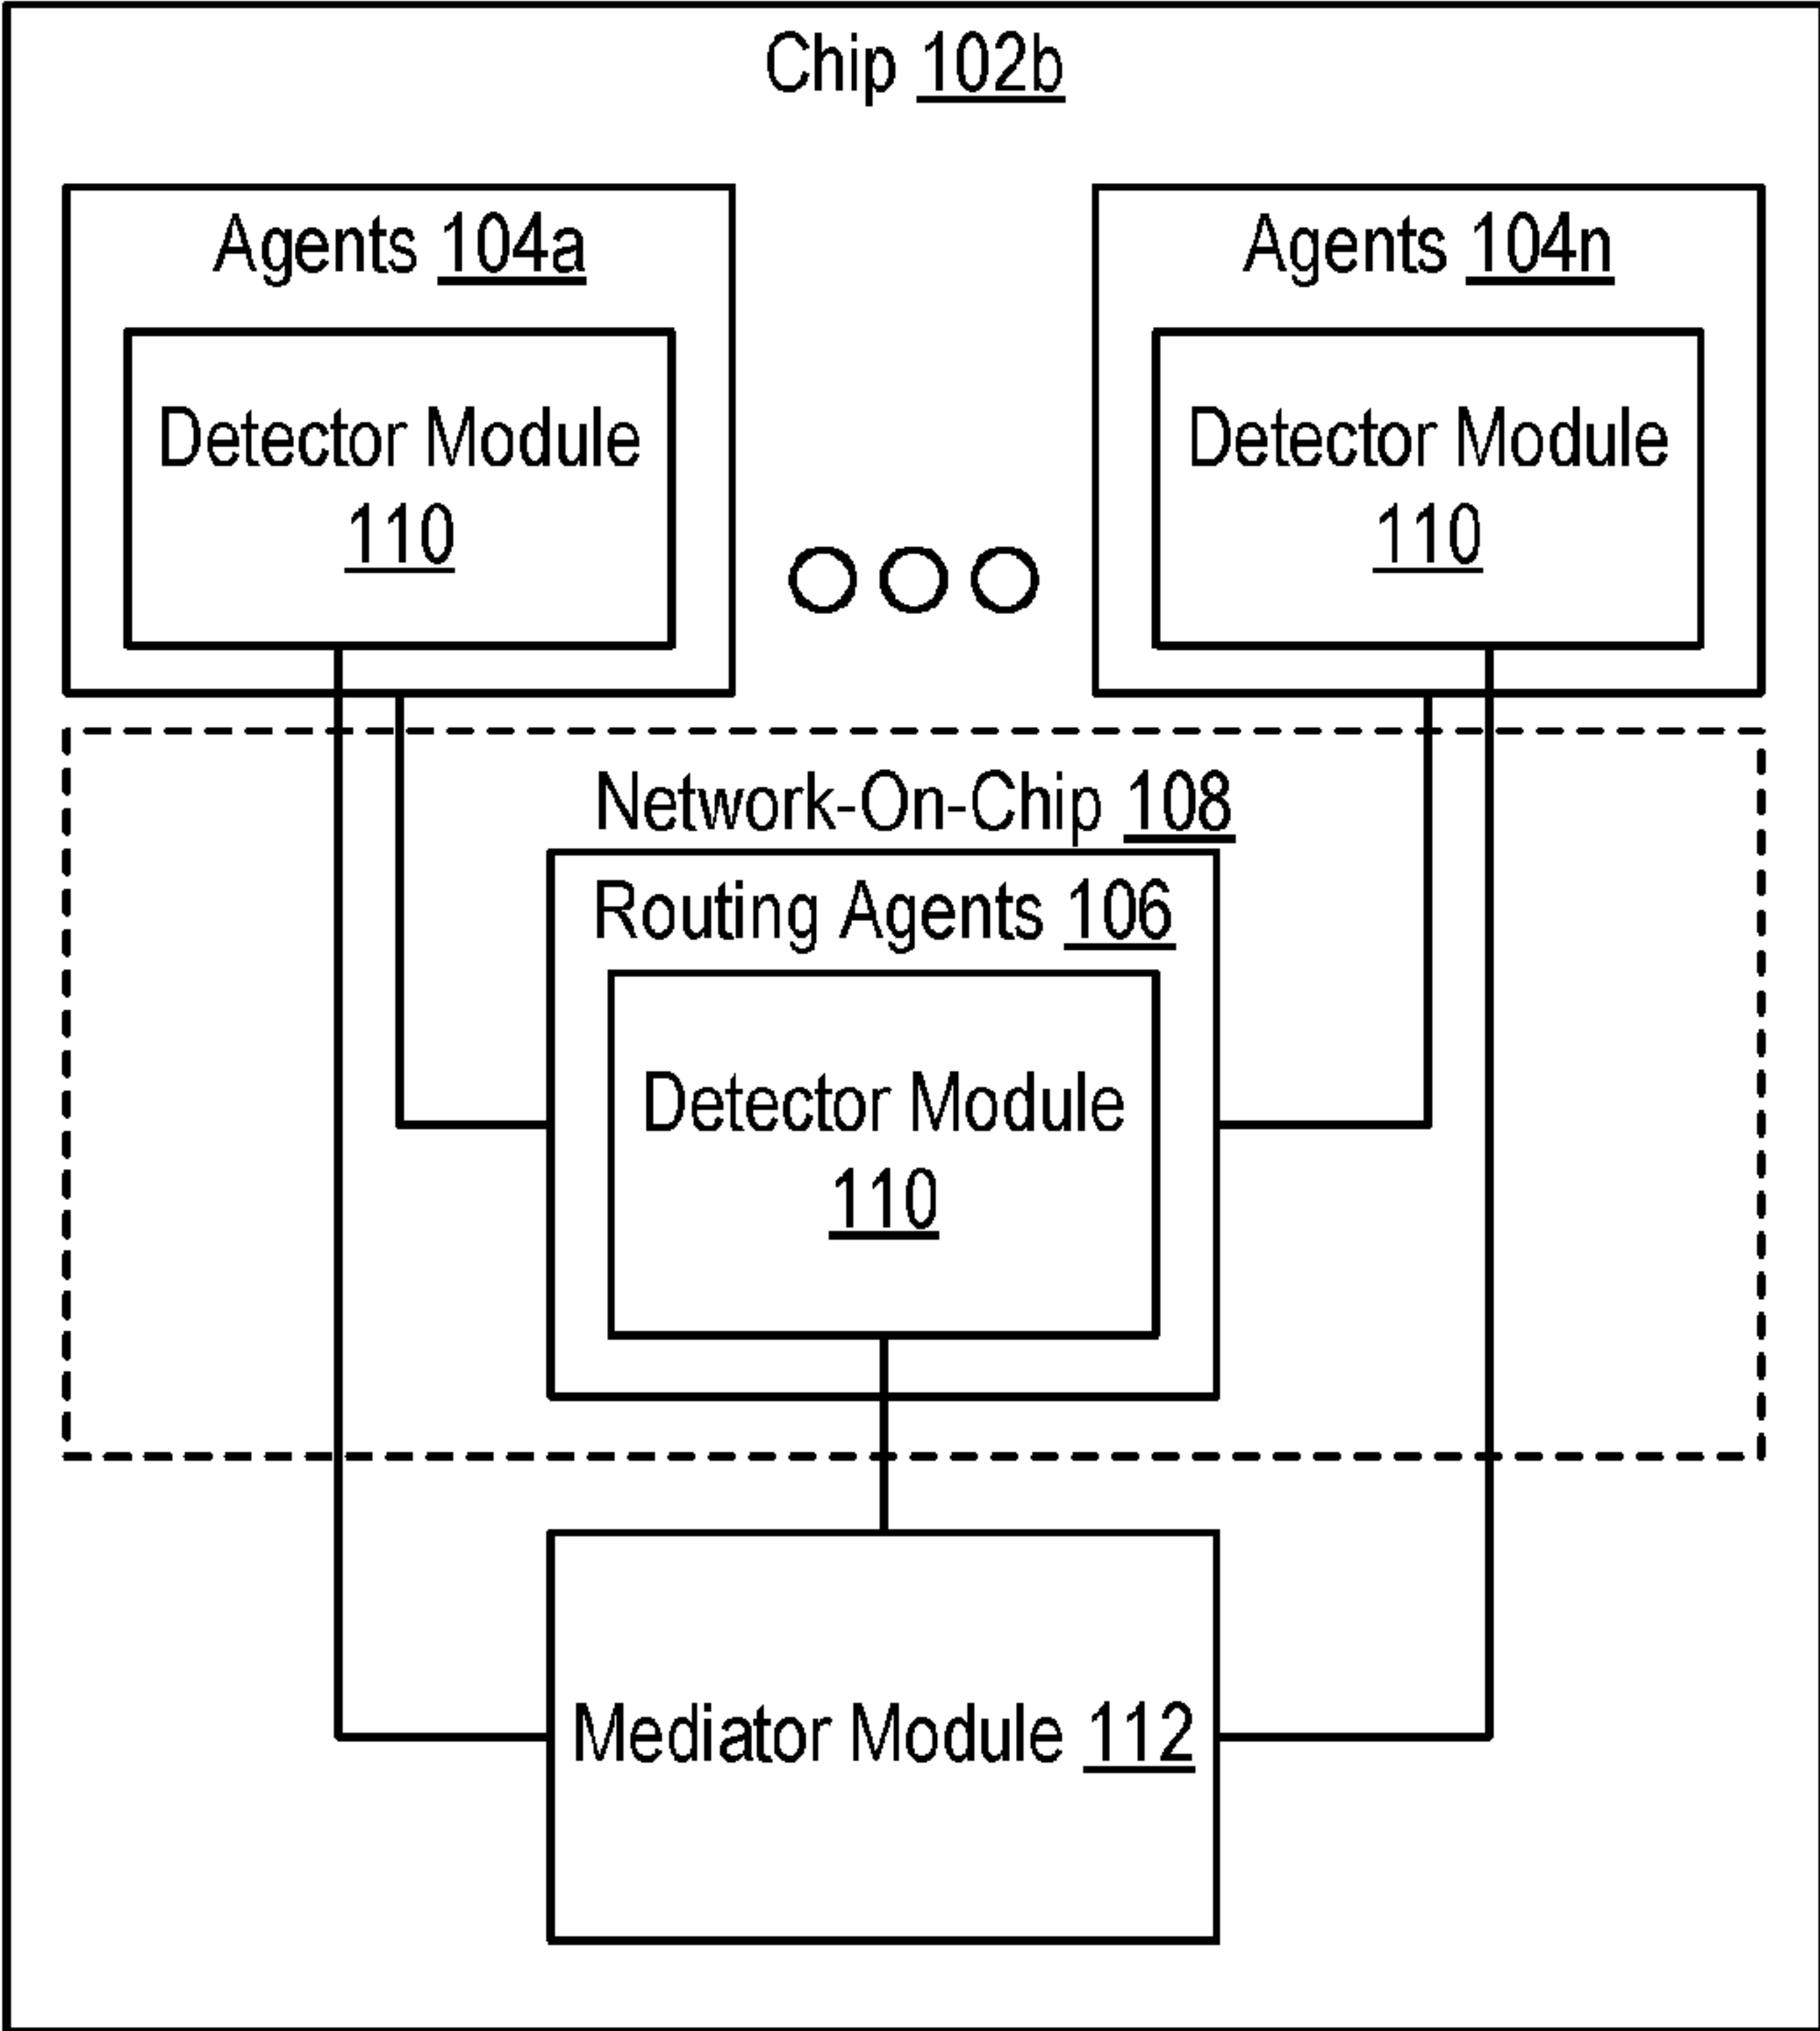 Chip 102b
Agents 104a
Detector Module
110
Agents 104n
Detector Module
110
Network-On-Chip 108
Routing Agents 106
Detector Module
110
Mediator Module 112